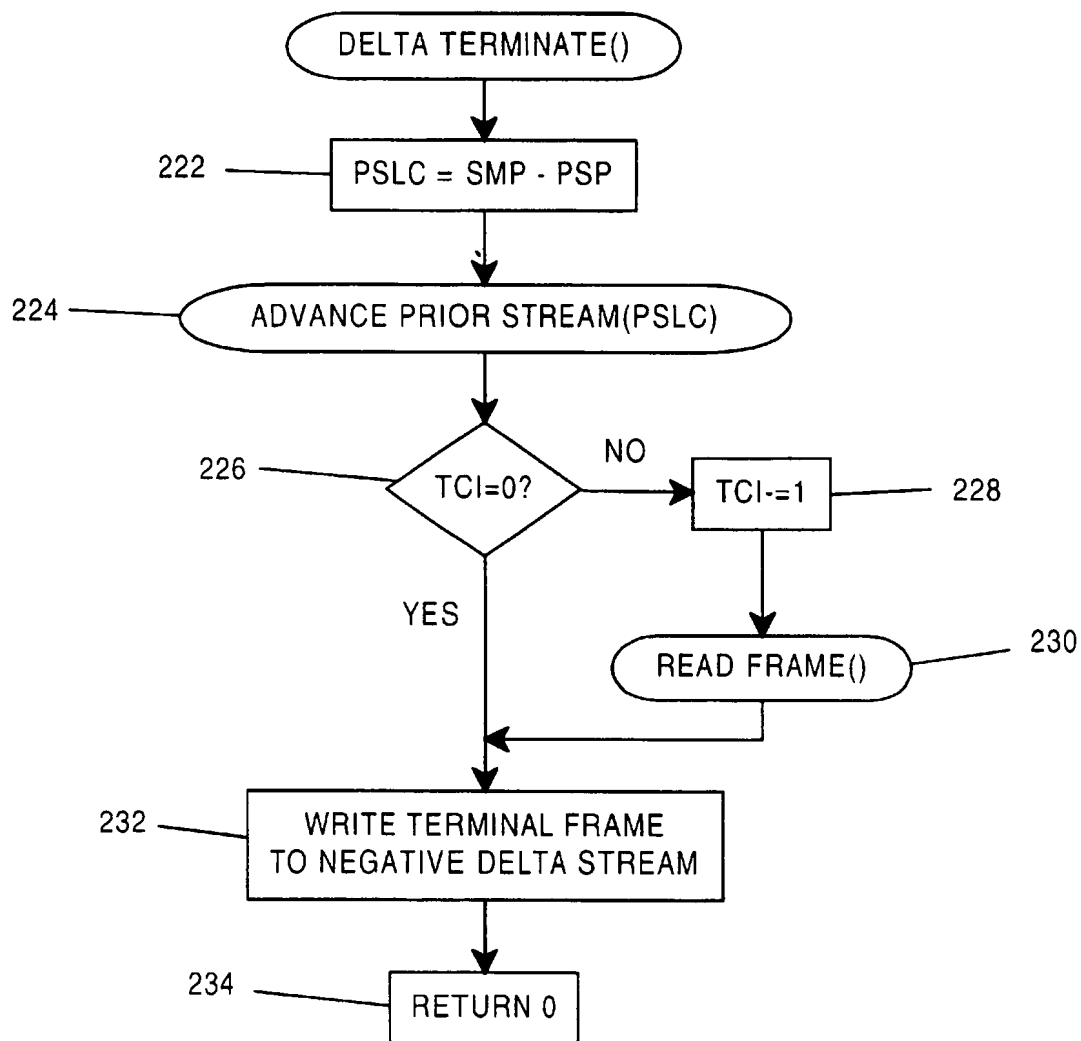 DELTA TERMINATE()
222
PSLC = SMP - PSP
224
ADVANCE PRIOR STREAM(PSLC)
226
TCI=0?
NO
TCI-=1
228
YES
READ FRAME()
230
232
WRITE TERMINAL FRAME
TO NEGATIVE DELTA STREAM
234
RETURN 0